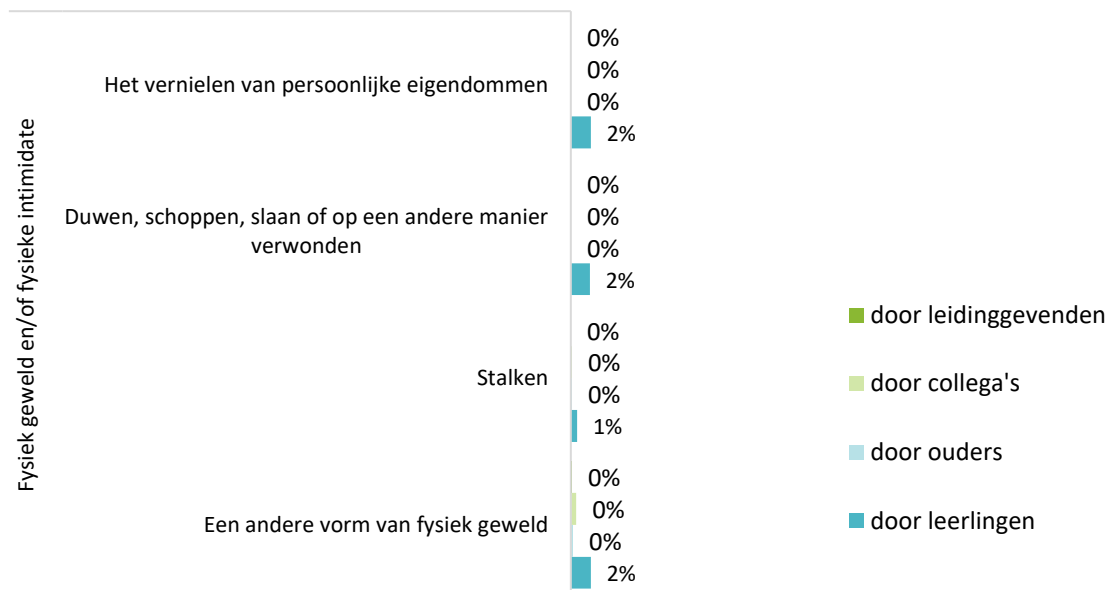 Fysiek geweld en/of fysieke intimidate
Het vernielen van persoonlijke eigendommen
0%
0%
0%
2%
Duwen, schoppen, slaan of op een andere manier
verwonden
0%
0%
0%
2%
Stalken
0%
0%
0%
1%
Een andere vorm van fysiek geweld
0%
0%
0%
2%
door leidinggevenden
door collega's
door ouders
door leerlingen